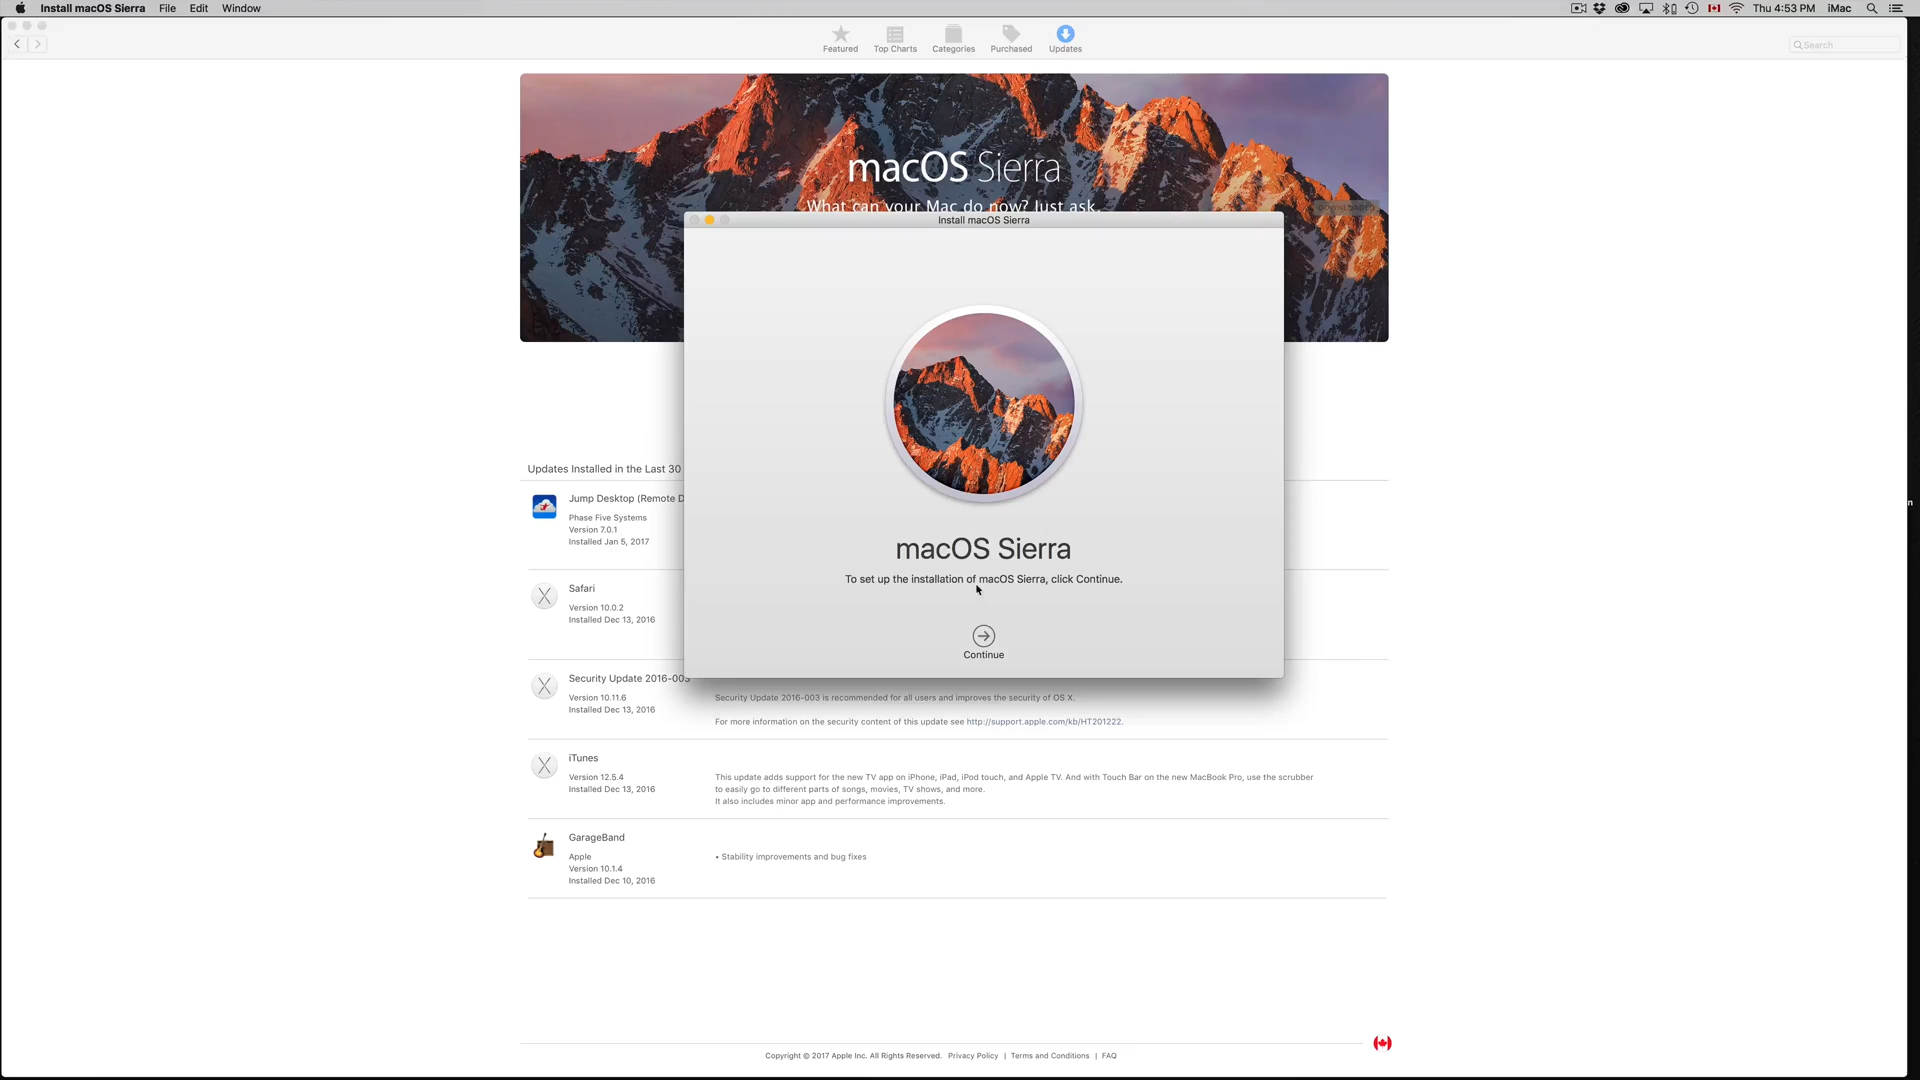 Install macOS Sierra File Edit Window Thu 4:53 PM iMac
Featured Top Charts Categories Purchased Updates
Search
macOS Sierra
What can your Mac do now? Just ask.
DOWNLOADED
Install macOS Sierra
macOS Sierra
To set up the installation of macOS Sierra, click Continue.
Continue
Updates Installed in the Last 30
Jump Desktop (Remote D
Phase Five Systems
Version 7.0.1
Installed Jan 5, 2017
Safari
Version 10.0.2
Installed Dec 13, 2016
Security Update 2016-003
Version 10.11.6
Installed Dec 13, 2016
Security Update 2016-003 is recommended for all users and improves the security of OS X.
For more information on the security content of this update see http://support.apple.com/kb/HT201222.
iTunes
Version 12.5.4
Installed Dec 13, 2016
This update adds support for the new TV app on iPhone, iPad, iPod touch, and Apple TV. And with Touch Bar on the new MacBook Pro, use the scrubber
to easily go to different parts of songs, movies, TV shows, and more.
It also includes minor app and performance improvements.
GarageBand
Apple
Version 10.1.4
Installed Dec 10, 2016
• Stability improvements and bug fixes
Copyright © 2017 Apple Inc. All Rights Reserved. Privacy Policy | Terms and Conditions | FAQ